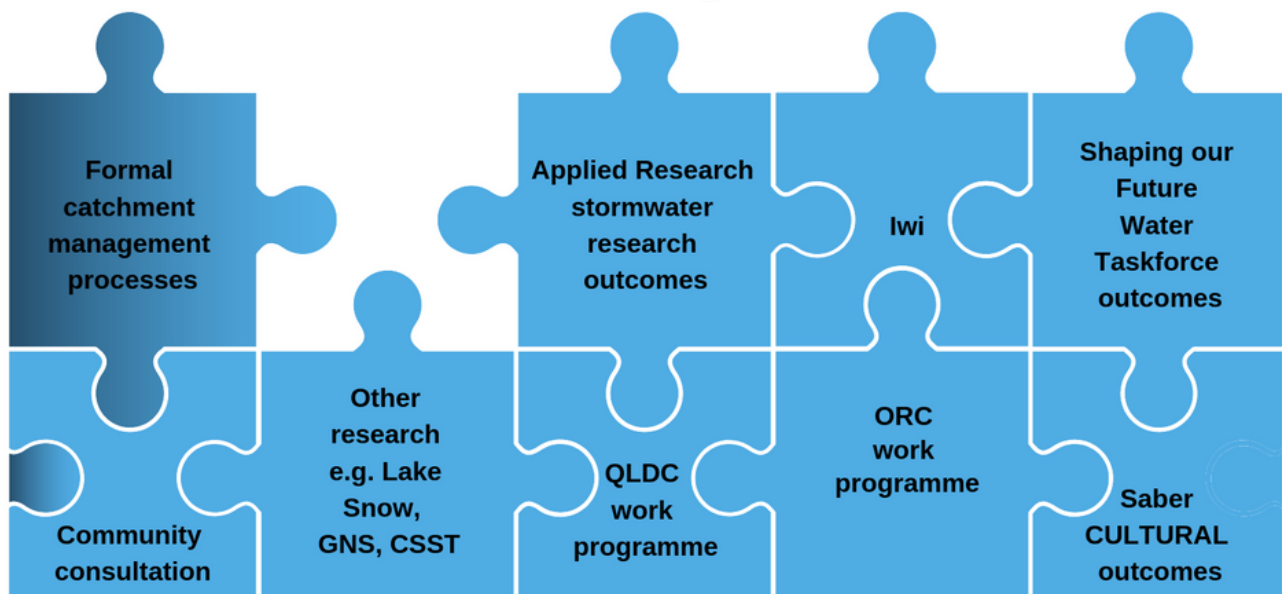 Formal
catchment
management
processes
Applied Research
stormwater
research
outcomes
Iwi
Shaping our
Future
Water
Taskforce
outcomes
Community
consultation
Other
research
e.g. Lake
Snow,
GNS, CSST
QLDC
work
programme
ORC
work
programme
Saber
CULTURAL
outcomes